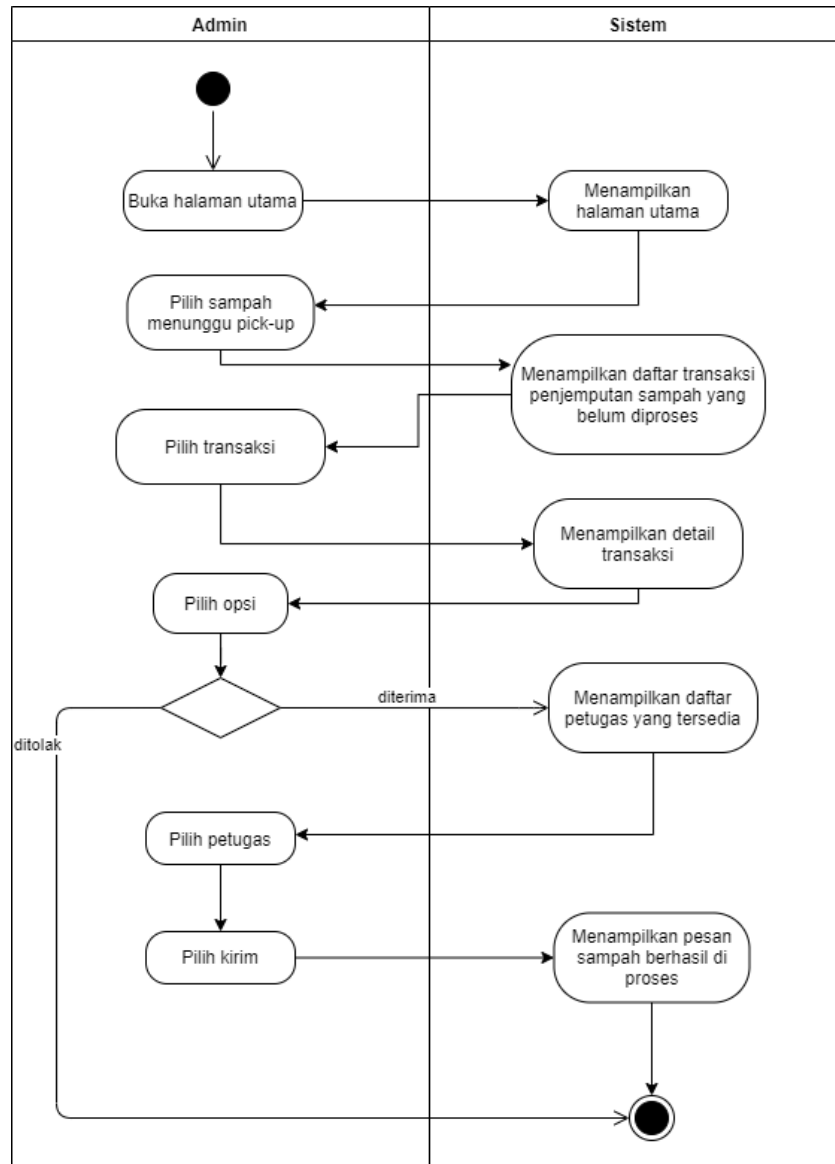 Admin
Sistem
Buka halaman utama
Menampilkan
halaman utama
Pilih sampah
menunggu pick-up
Menampilkan daftar transaksi
penjemputan sampah yang
belum diproses
Pilih transaksi
Menampilkan detail
transaksi
Pilih opsi
diterima
Menampilkan daftar
petugas yang tersedia
ditolak
Pilih petugas
Pilih kirim
Menampilkan pesan
sampah berhasil di
proses